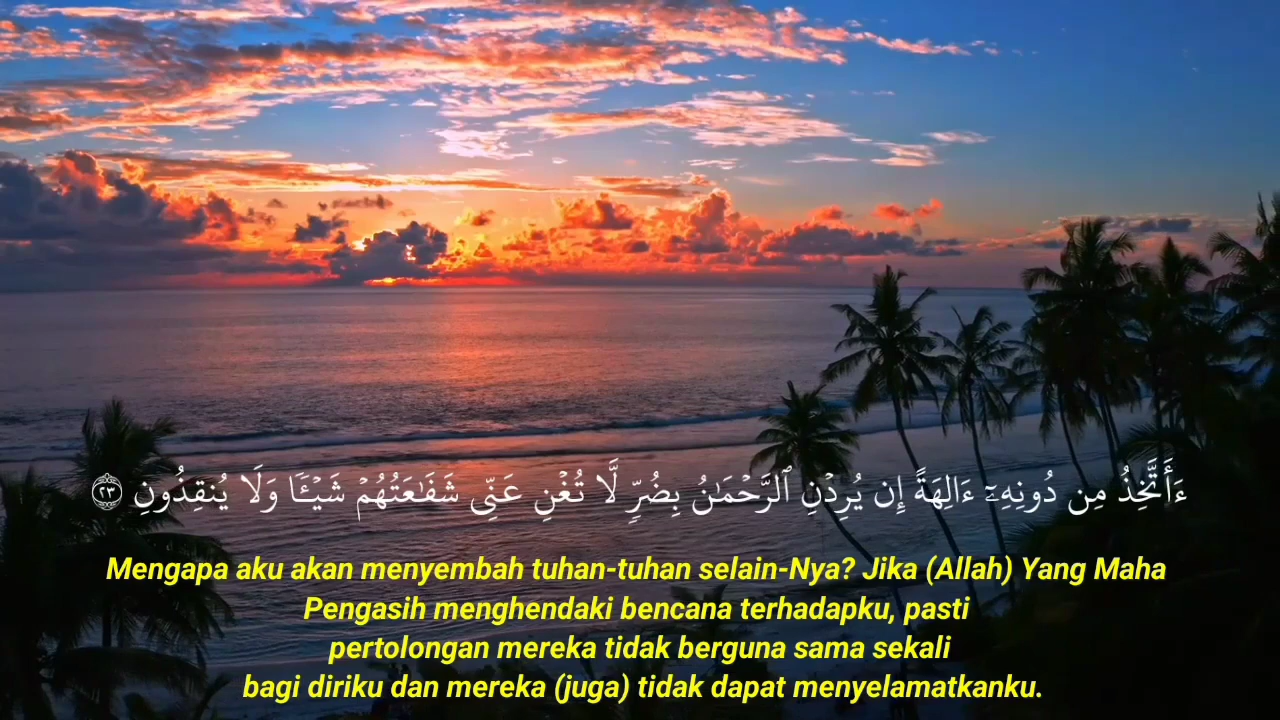 ءَأَتَّخِذُ مِن دُونِهِۦٓ ءَالِهَةً إِن يُرِدْنِ ٱلرَّحْمَـٰنُ بِضُرٍّ لَّا تُغْنِ عَنِّى شَفَـٰعَتُهُمْ شَيْـًٔا وَلَا يُنقِذُونِ ٢٣
Mengapa aku akan menyembah tuhan-tuhan selain-Nya? Jika (Allah) Yang Maha
Pengasih menghendaki bencana terhadapku, pasti
pertolongan mereka tidak berguna sama sekali
bagi diriku dan mereka (juga) tidak dapat menyelamatkanku.